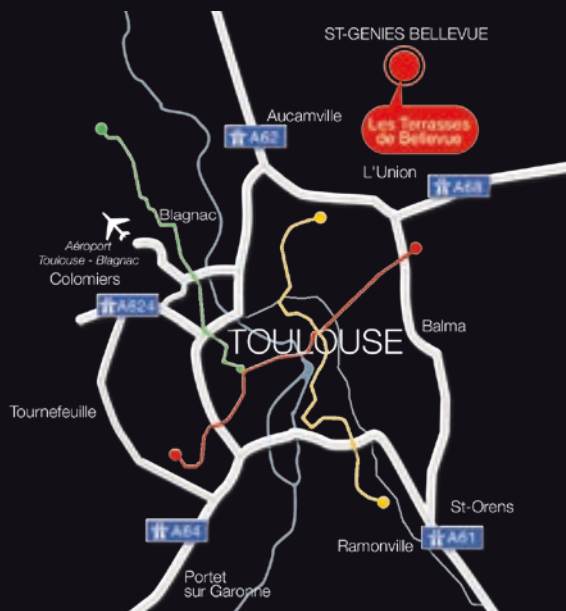 ST-GENIES BELLEVUE
Aucamville
Les Terrasses
de Bellevue
A62
L'Union
A68
Blagnac
Aéroport
Toulouse - Blagnac
Colomiers
A624
TOULOUSE
Balma
Tournefeuille
St-Orens
A64
Ramonville
A61
Portet
sur Garonne